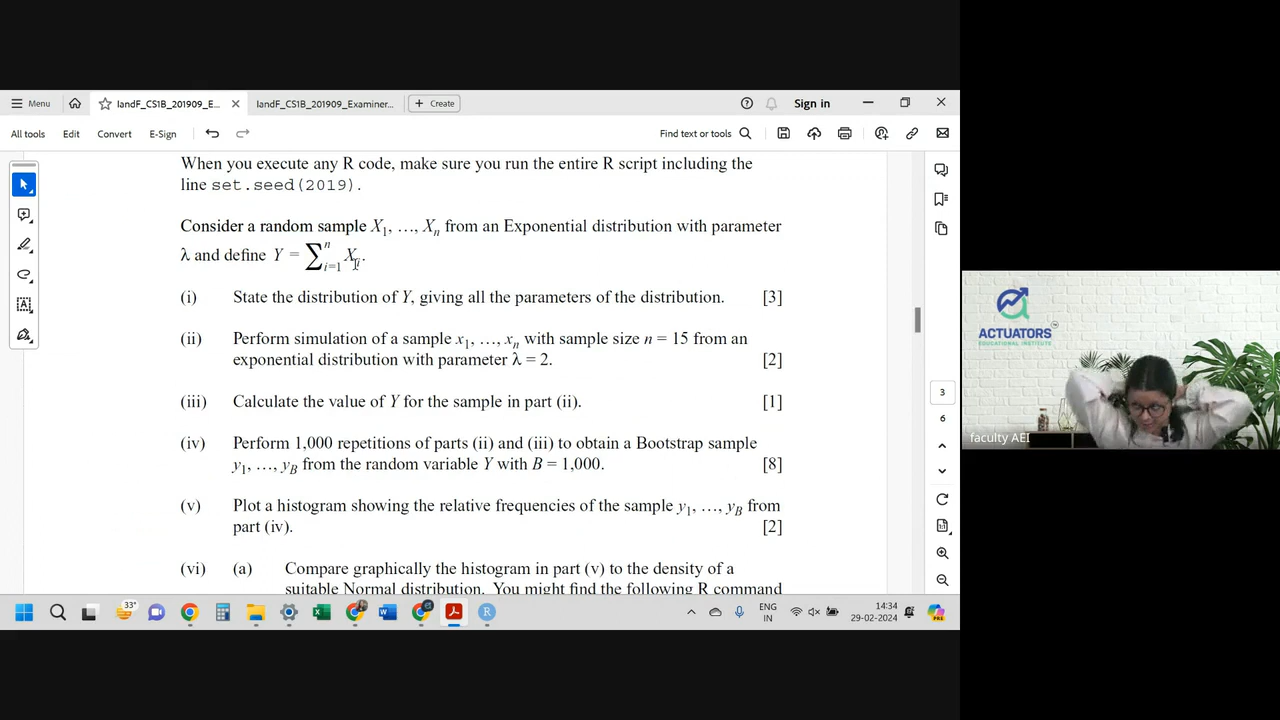 Menu
IandF_CS1B_201909_E...
IandF_CS1B_201909_Examiner...
Create
Sign in
All tools Edit Convert E-Sign
Find text or tools
When you execute any R code, make sure you run the entire R script including the
line set.seed(2019).
Consider a random sample X1, ..., Xn from an Exponential distribution with parameter
λ and define Y = ∑ⁿᵢ₌₁ Xᵢ.
(i) State the distribution of Y, giving all the parameters of the distribution. [3]
(ii) Perform simulation of a sample x1, ..., xn with sample size n = 15 from an
exponential distribution with parameter λ = 2. [2]
(iii) Calculate the value of Y for the sample in part (ii). [1]
(iv) Perform 1,000 repetitions of parts (ii) and (iii) to obtain a Bootstrap sample
y1, ..., yB from the random variable Y with B = 1,000. [8]
(v) Plot a histogram showing the relative frequencies of the sample y1, ..., yB from
part (iv). [2]
(vi) (a) Compare graphically the histogram in part (v) to the density of a
suitable Normal distribution. You might find the following R command
3
6
ACTUATORS
EDUCATIONAL INSTITUTE
faculty AEI
33°
ENG
IN
14:34
29-02-2024